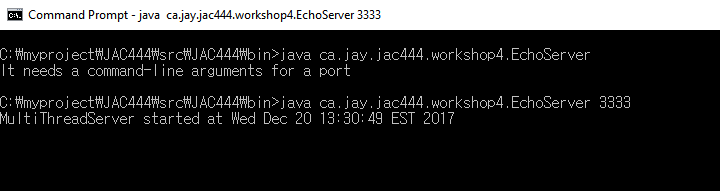 Command Prompt - java ca.jay.jac444.workshop4.EchoServer 3333
C:₩myproject₩JAC444₩src₩JAC444₩bin>java ca.jay.jac444.workshop4.EchoServer
It needs a command-line arguments for a port
C:₩myproject₩JAC444₩src₩JAC444₩bin>java ca.jay.jac444.workshop4.EchoServer 3333
MultiThreadServer started at Wed Dec 20 13:30:49 EST 2017